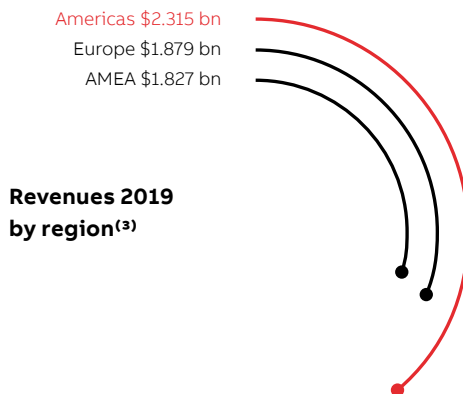 Americas $2.315 bn
Europe $1.879 bn
AMEA $1.827 bn
Revenues 2019
by region⁽³⁾